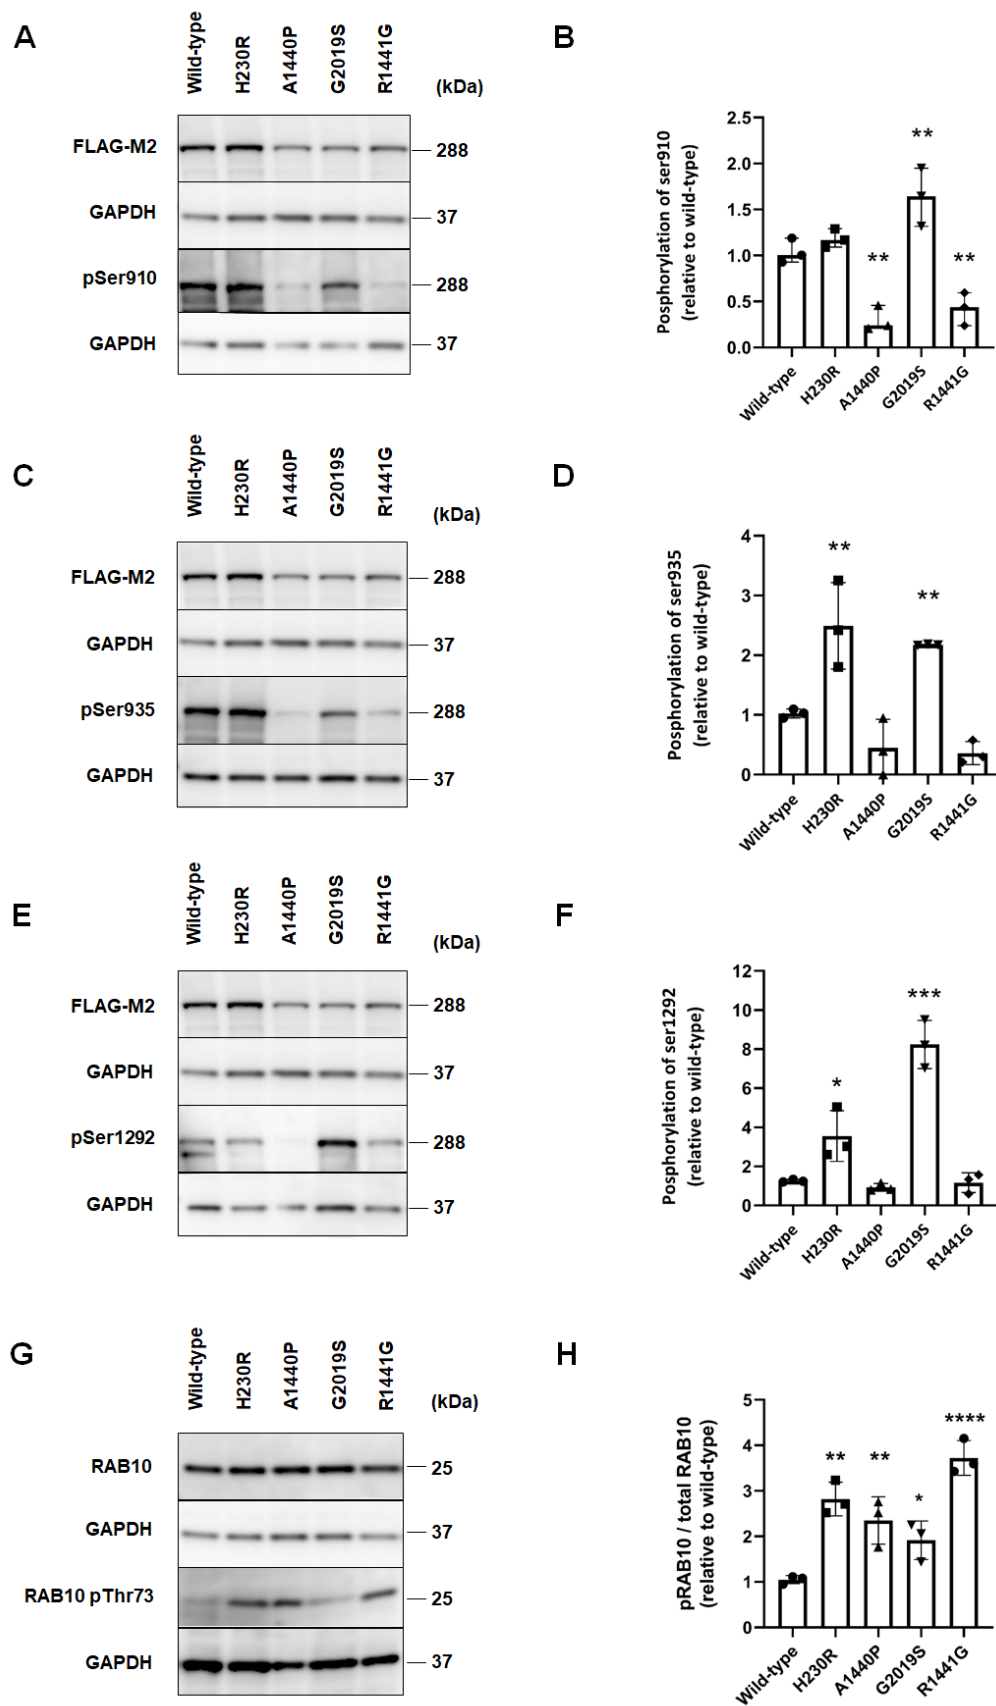 A
Wild-type
H230R
A1440P
G2019S
R1441G
(kDa)
FLAG-M2
288
GAPDH
37
pSer910
288
GAPDH
37
B
Posphorylation of ser910
(relative to wild-type)
2.5
2.0
1.5
1.0
0.5
0.0
**
**
**
Wild-type
H230R
A1440P
G2019S
R1441G
C
Wild-type
H230R
A1440P
G2019S
R1441G
(kDa)
FLAG-M2
288
GAPDH
37
pSer935
288
GAPDH
37
D
Posphorylation of ser935
(relative to wild-type)
4
3
2
1
0
**
**
Wild-type
H230R
A1440P
G2019S
R1441G
E
Wild-type
H230R
A1440P
G2019S
R1441G
(kDa)
FLAG-M2
288
GAPDH
37
pSer1292
288
GAPDH
37
F
Posphorylation of ser1292
(relative to wild-type)
12
10
8
6
4
2
0
*
***
Wild-type
H230R
A1440P
G2019S
R1441G
G
Wild-type
H230R
A1440P
G2019S
R1441G
(kDa)
RAB10
25
GAPDH
37
RAB10 pThr73
25
GAPDH
37
H
pRAB10 / total RAB10
(relative to wild-type)
5
4
3
2
1
0
**
**
*
****
Wild-type
H230R
A1440P
G2019S
R1441G